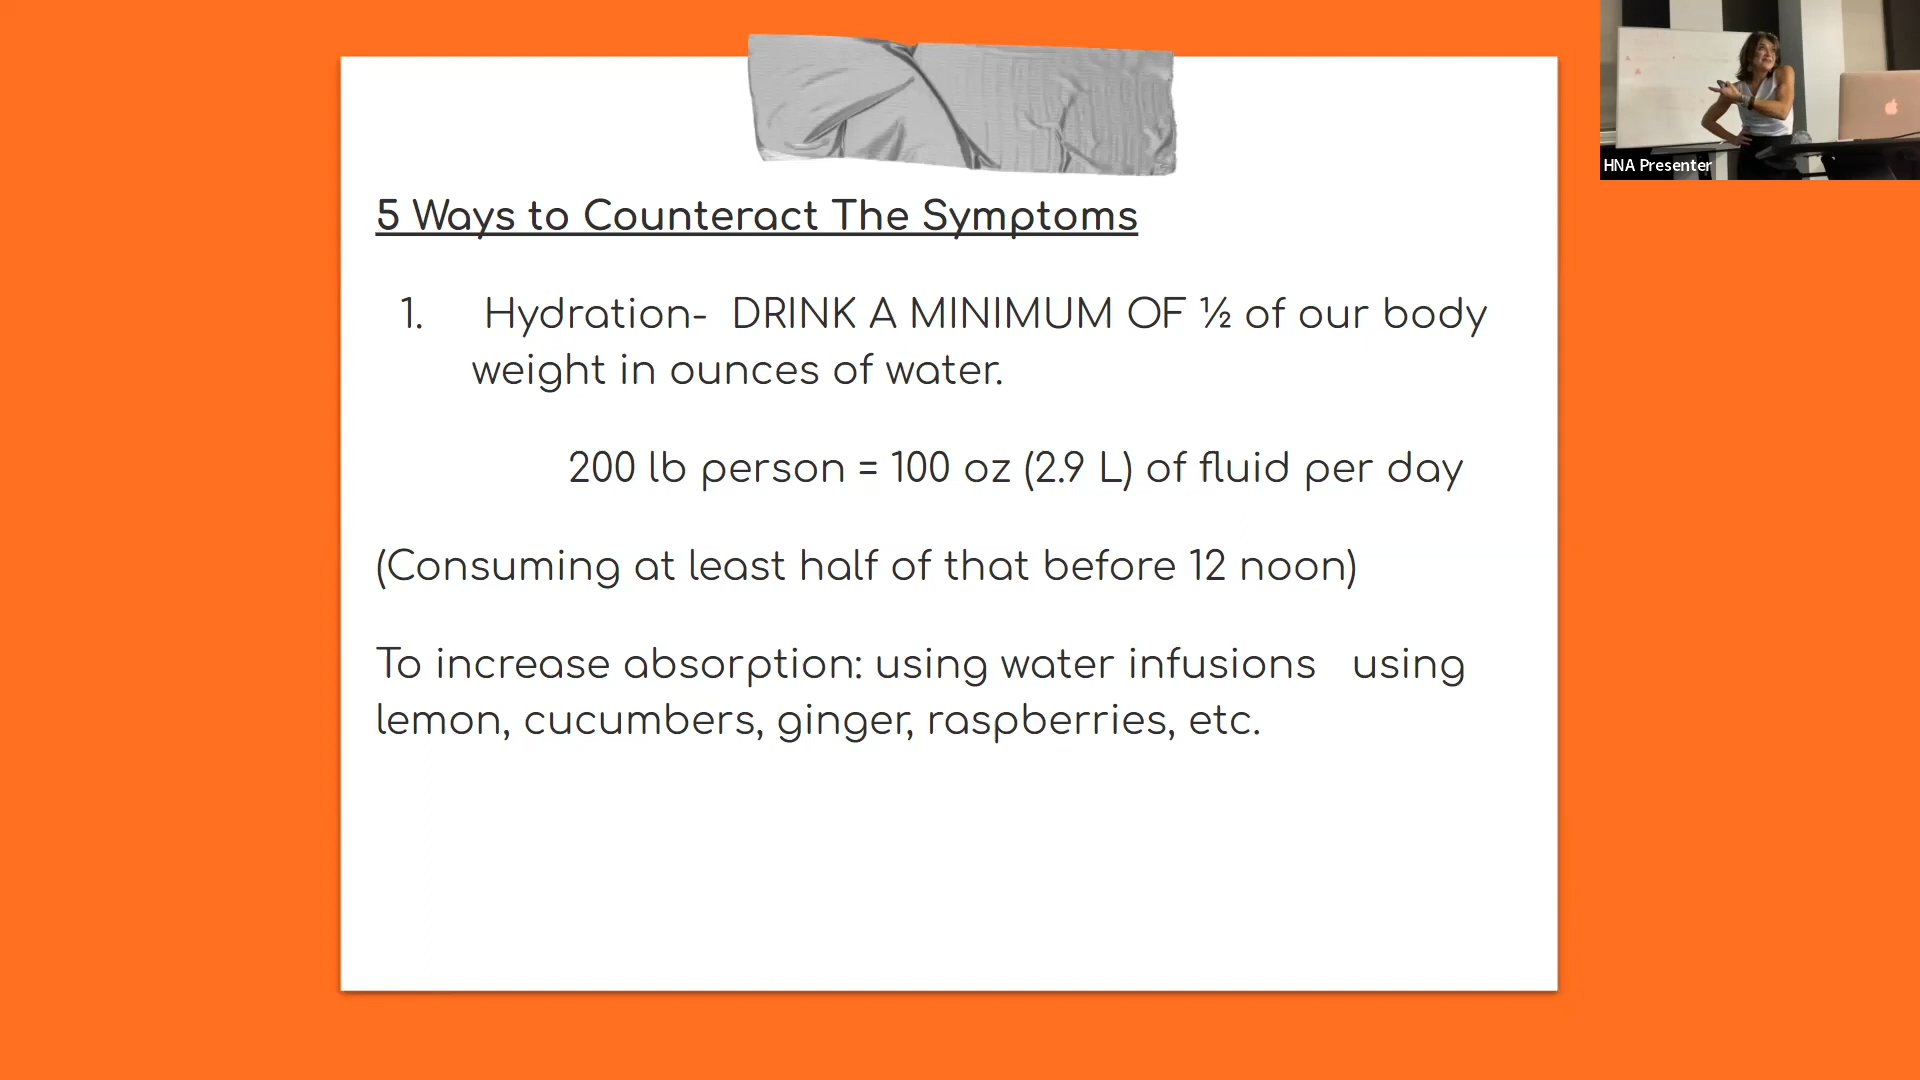 5 Ways to Counteract The Symptoms
1. Hydration- DRINK A MINIMUM OF ½ of our body
weight in ounces of water.
200 lb person = 100 oz (2.9 L) of fluid per day
(Consuming at least half of that before 12 noon)
To increase absorption: using water infusions using
lemon, cucumbers, ginger, raspberries, etc.
HNA Presenter